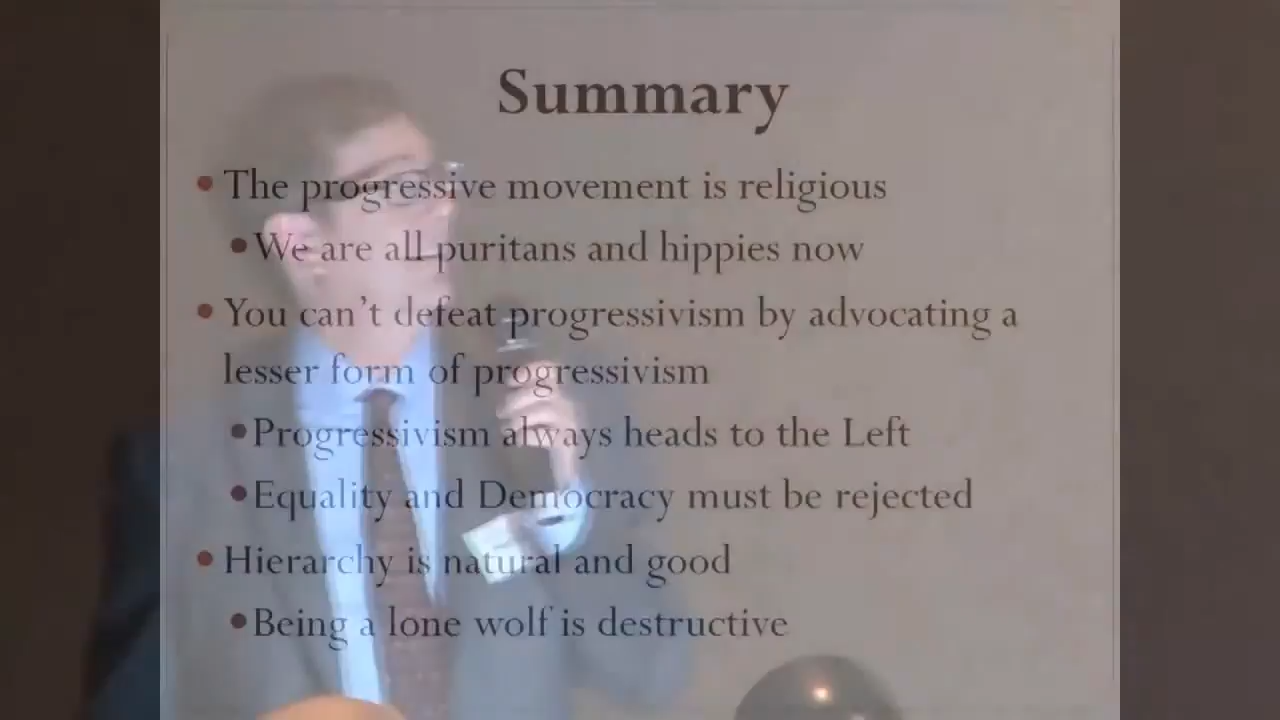 Summary
• The progressive movement is religious
• We are all puritans and hippies now
• You can't defeat progressivism by advocating a
lesser form of progressivism
• Progressivism always heads to the Left
• Equality and Democracy must be rejected
• Hierarchy is natural and good
• Being a lone wolf is destructive